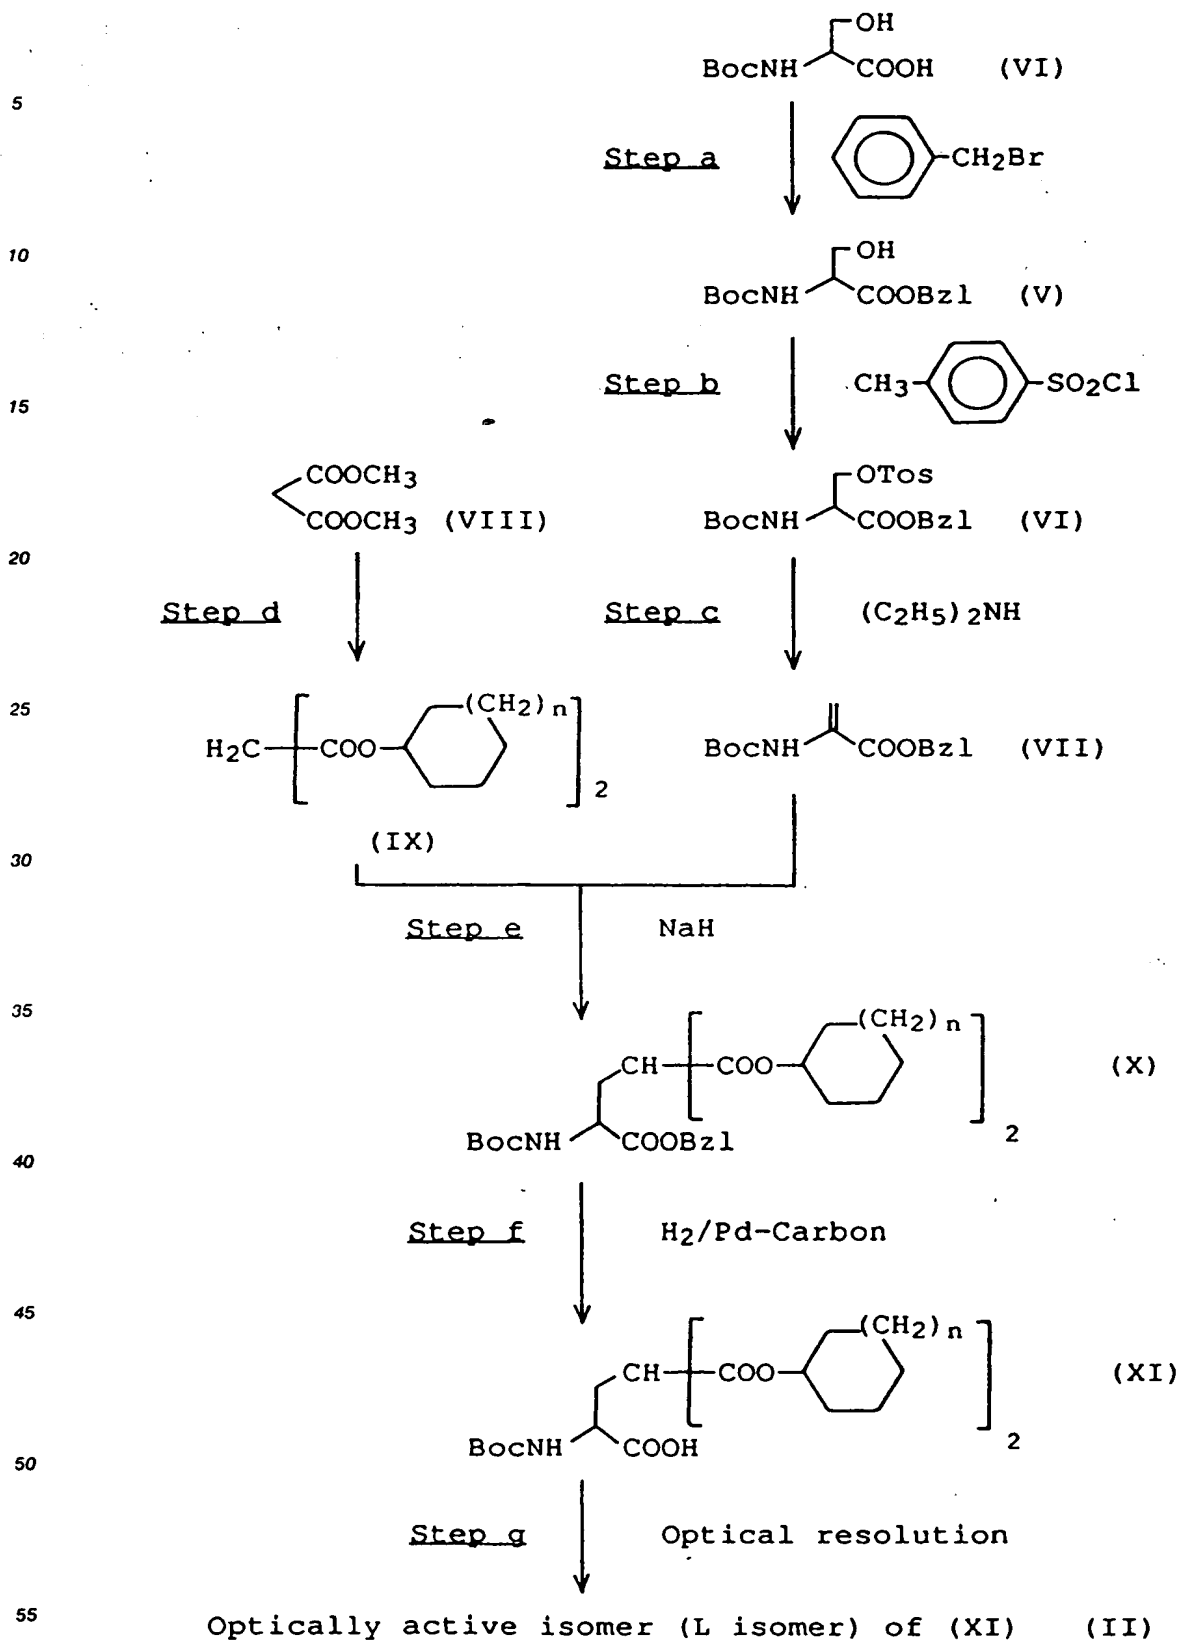 OH
BocNH COOH (VI)
5
Step a CH2Br
10
OH
BocNH COOBzl (V)
Step b CH3 SO2Cl
15
COOCH3 OTos
COOCH3 (VIII) BocNH COOBzl (VI)
20
Step d Step c (C2H5)2NH
25
(CH2)n
H2C COO 2 BocNH COOBzl (VII)
(IX)
30
Step e NaH
35
(CH2)n
CH COO 2 (X)
BocNH COOBzl
40
Step f H2/Pd-Carbon
45
(CH2)n
CH COO 2 (XI)
BocNH COOH
50
Step g Optical resolution
55
Optically active isomer (L isomer) of (XI) (II)